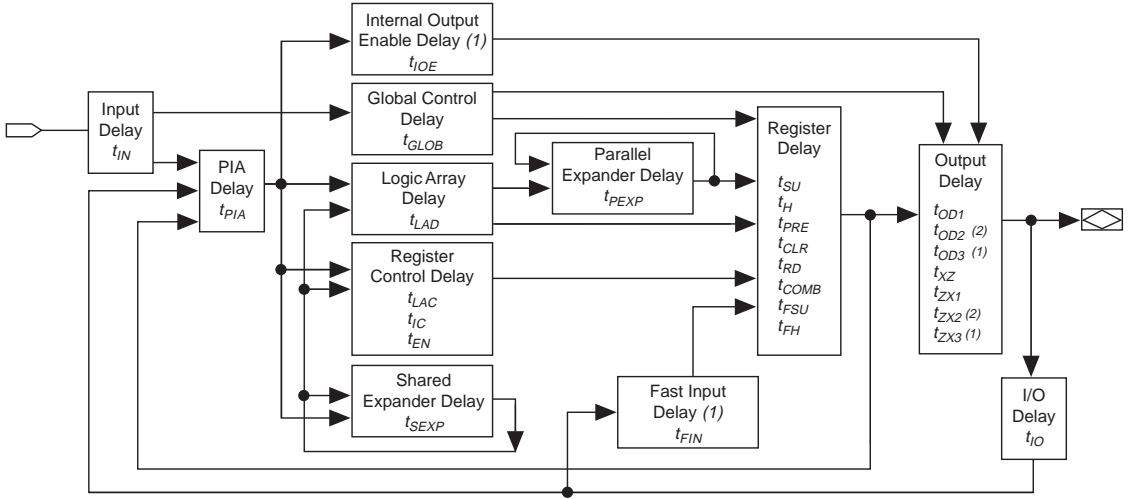 Internal Output
Enable Delay (1)
tIOE
Input
Delay
tIN
Global Control
Delay
tGLOB
PIA
Delay
tPIA
Logic Array
Delay
tLAD
Parallel
Expander Delay
tPEXP
Register
Delay
tSU
tH
tPRE
tCLR
tRD
tCOMB
tFSU
tFH
Output
Delay
tOD1
tOD2 (2)
tOD3 (1)
tXZ
tZX1
tZX2 (2)
tZX3 (1)
Register
Control Delay
tLAC
tIC
tEN
Shared
Expander Delay
tSEXP
Fast Input
Delay (1)
tFIN
I/O
Delay
tIO